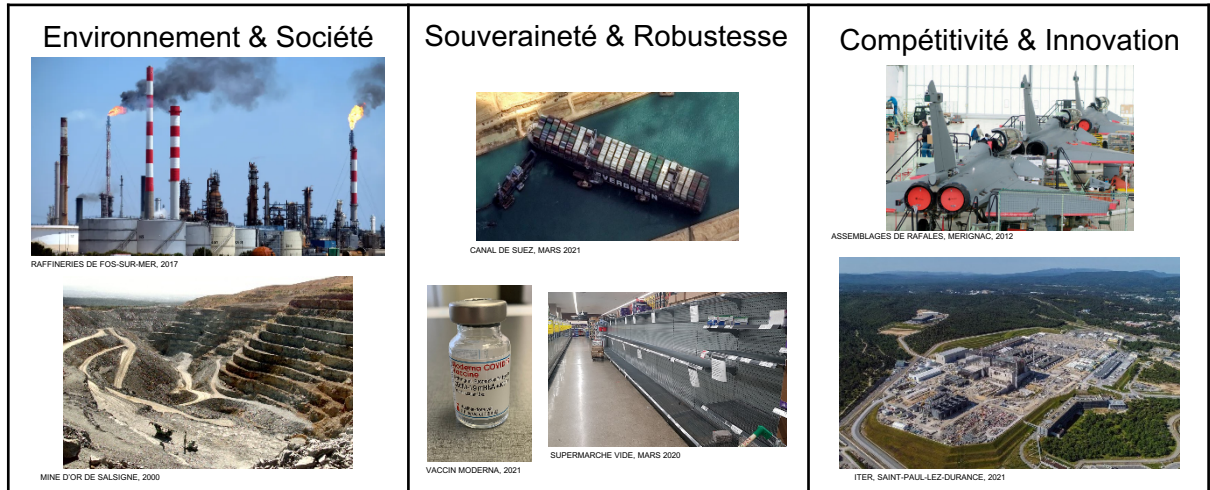 Environnement & Société
RAFFINERIES DE FOS-SUR-MER, 2017
MINE D'OR DE SALSIGNE, 2000
Souveraineté & Robustesse
EVERGREEN
CANAL DE SUEZ, MARS 2021
Moderna COVID
Vaccine
VACCIN MODERNA, 2021
SUPERMARCHE VIDE, MARS 2020
Compétitivité & Innovation
ASSEMBLAGES DE RAFALES, MERIGNAC, 2012
ITER, SAINT-PAUL-LEZ-DURANCE, 2021